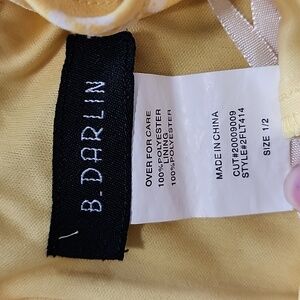 B. DARLIN
OVER FOR CARE
100%POLYESTER
LINING
100%POLYESTER
MADE IN CHINA
CUT#20009009
STYLE#2FLT414
SIZE 1/2